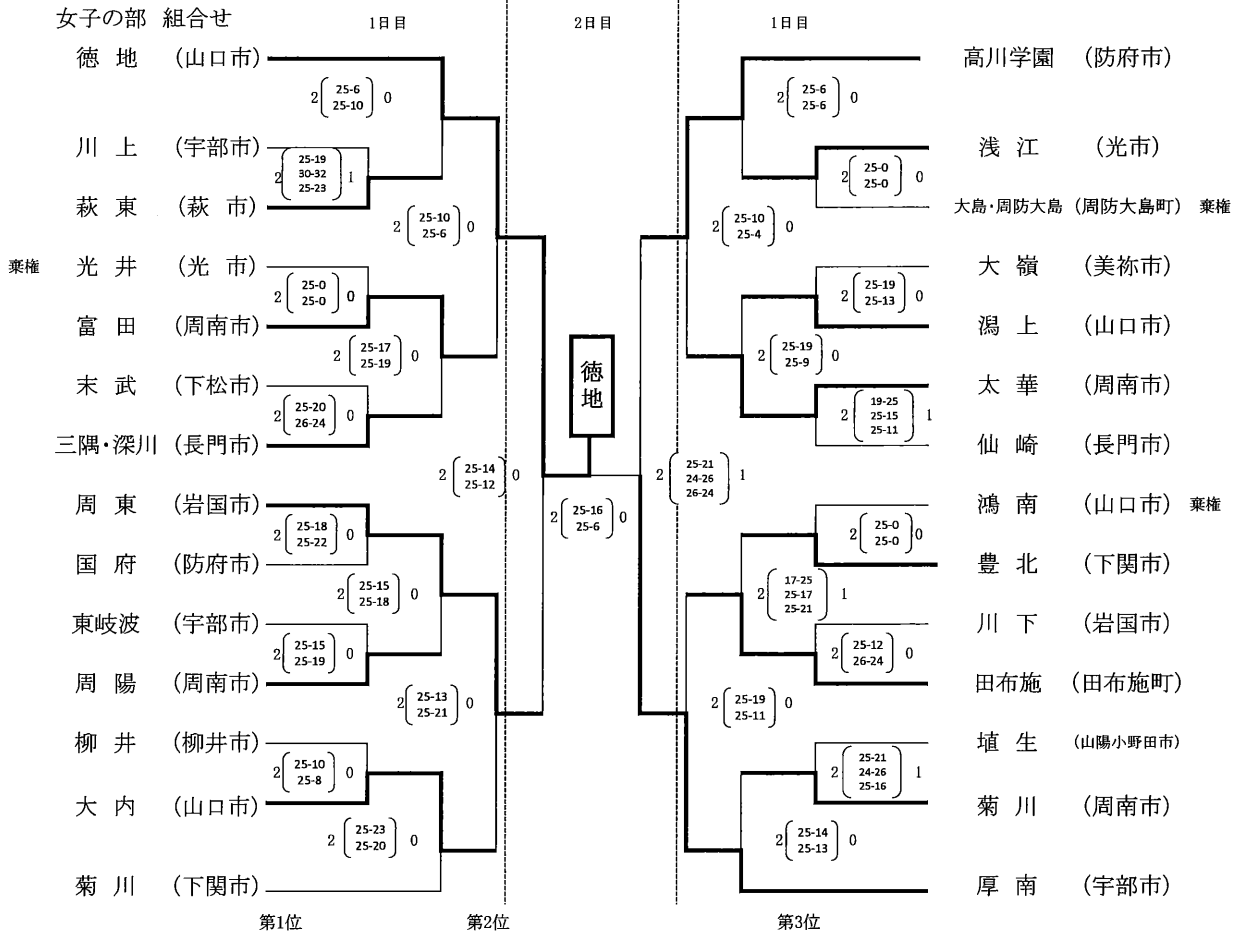 女子の部 組合せ
1日目
2日目
1日目
徳地 (山口市)
2 25-6 0
25-10
川上 (宇部市)
25-19
2 30-32 1
25-23
萩東 (萩市)
2 25-10 0
25-6
棄権 光井 (光市)
2 25-0 0
25-0
富田 (周南市)
2 25-17 0
25-19
末武 (下松市)
2 25-20 0
26-24
三隅・深川 (長門市)
2 25-14 0
25-12
周東 (岩国市)
2 25-18 0
25-22
国府 (防府市)
2 25-15 0
25-18
東岐波 (宇部市)
2 25-15 0
25-19
周陽 (周南市)
2 25-13 0
25-21
柳井 (柳井市)
2 25-10 0
25-8
大内 (山口市)
2 25-23 0
25-20
菊川 (下関市)
徳地
2 25-16 0
25-6
高川学園 (防府市)
2 25-6 0
25-6
浅江 (光市)
2 25-0 0
25-0
大島・周防大島 (周防大島町) 棄権
2 25-10 0
25-4
大嶺 (美祢市)
2 25-19 0
25-13
潟上 (山口市)
2 25-19 0
25-9
太華 (周南市)
19-25
2 25-15 1
25-11
仙崎 (長門市)
25-21
2 24-26 1
26-24
鴻南 (山口市) 棄権
2 25-0 0
25-0
豊北 (下関市)
17-25
2 25-17 1
25-21
川下 (岩国市)
2 25-12 0
26-24
田布施 (田布施町)
2 25-19 0
25-11
埴生 (山陽小野田市)
25-21
2 24-26 1
25-16
菊川 (周南市)
2 25-14 0
25-13
厚南 (宇部市)
第1位
第2位
第3位